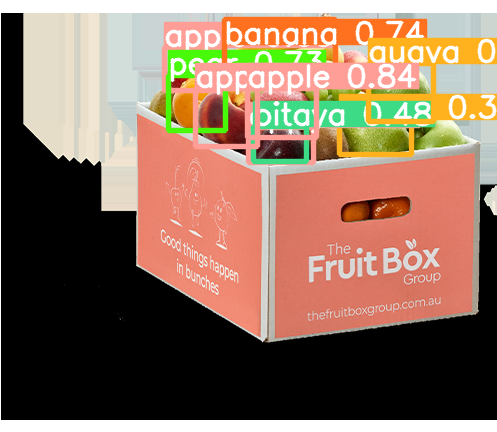 banana 0.74
guava 0
pear 0.73
apple 0.84
pitaya 0.48
0.3
Good things happen
in bunches
The
Fruit Box
Group
thefruitboxgroup.com.au